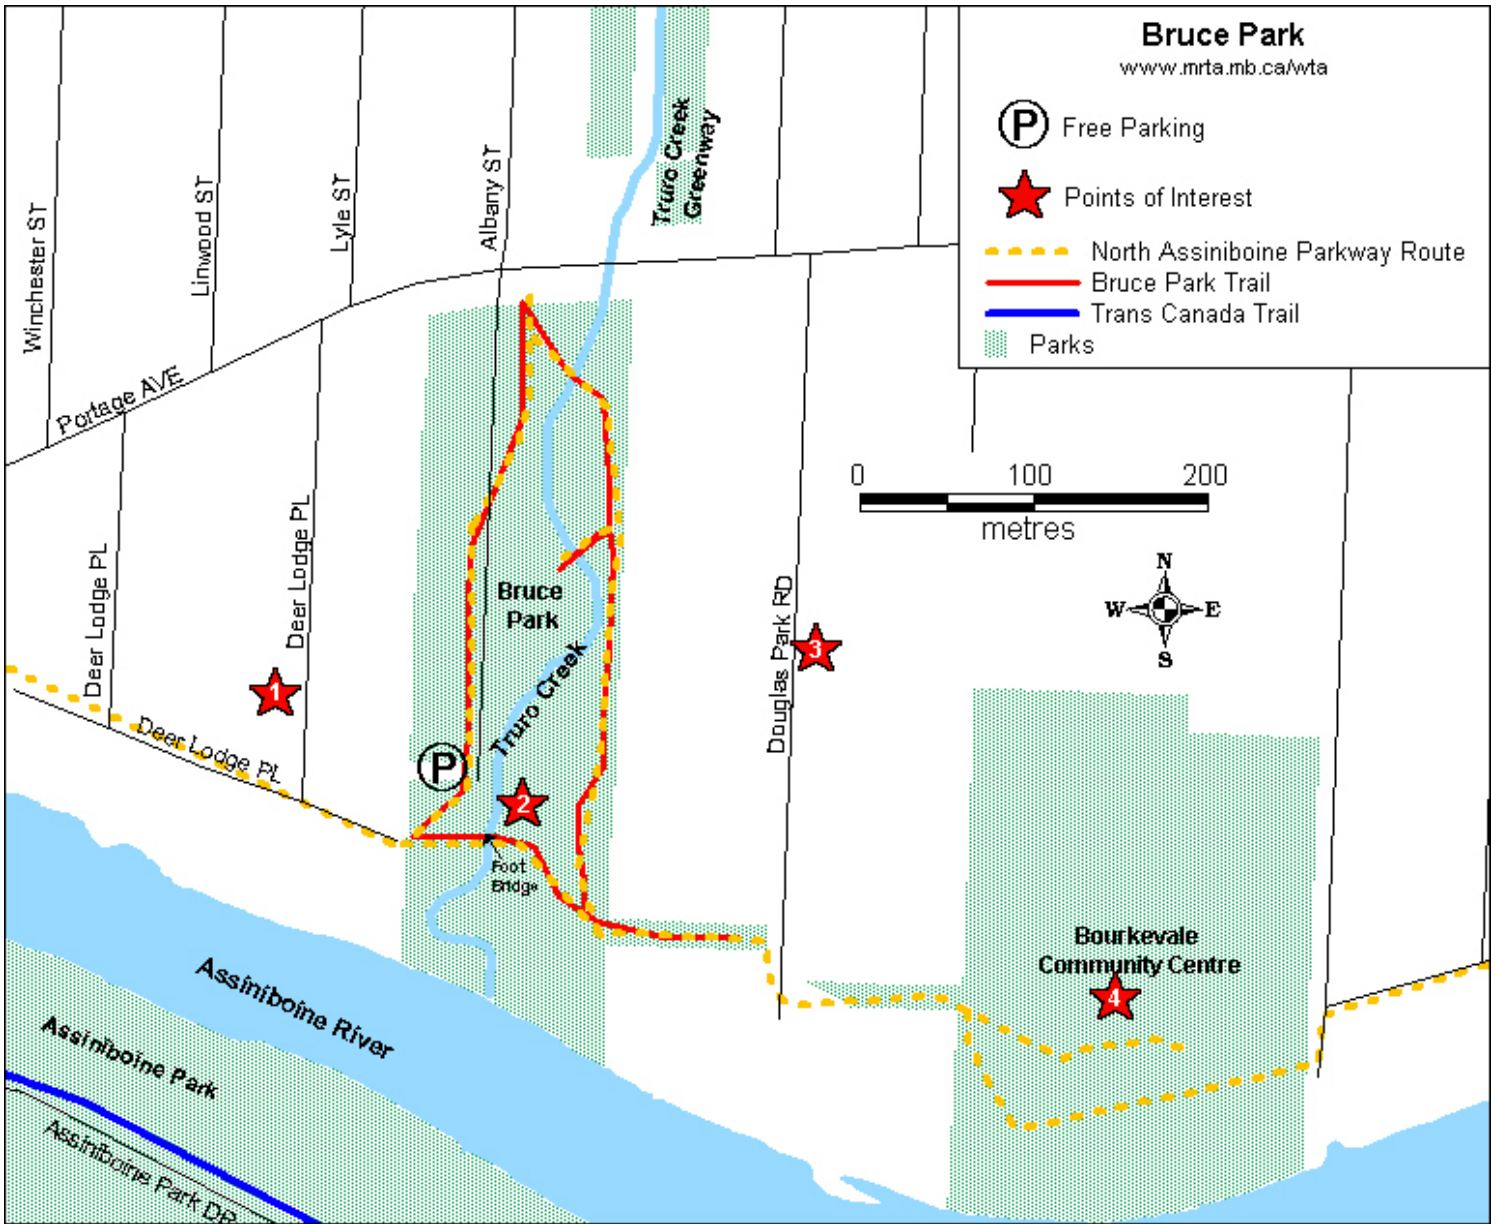 Bruce Park
www.mrta.mb.ca/wta
P Free Parking
Points of Interest
North Assiniboine Parkway Route
Bruce Park Trail
Trans Canada Trail
Parks
Winchester ST
Linwood ST
Lyle ST
Albany ST
Truro Creek
Greenway
Portage AVE
0 100 200
metres
N
W E
S
Deer Lodge PL
Deer Lodge PL
Bruce
Park
Douglas Park RD
1
3
Truro Creek
Deer Lodge PL
P
2
Foot
Bridge
Bourkevale
Community Centre
4
Assiniboine River
Assiniboine Park
Assiniboine Park DR